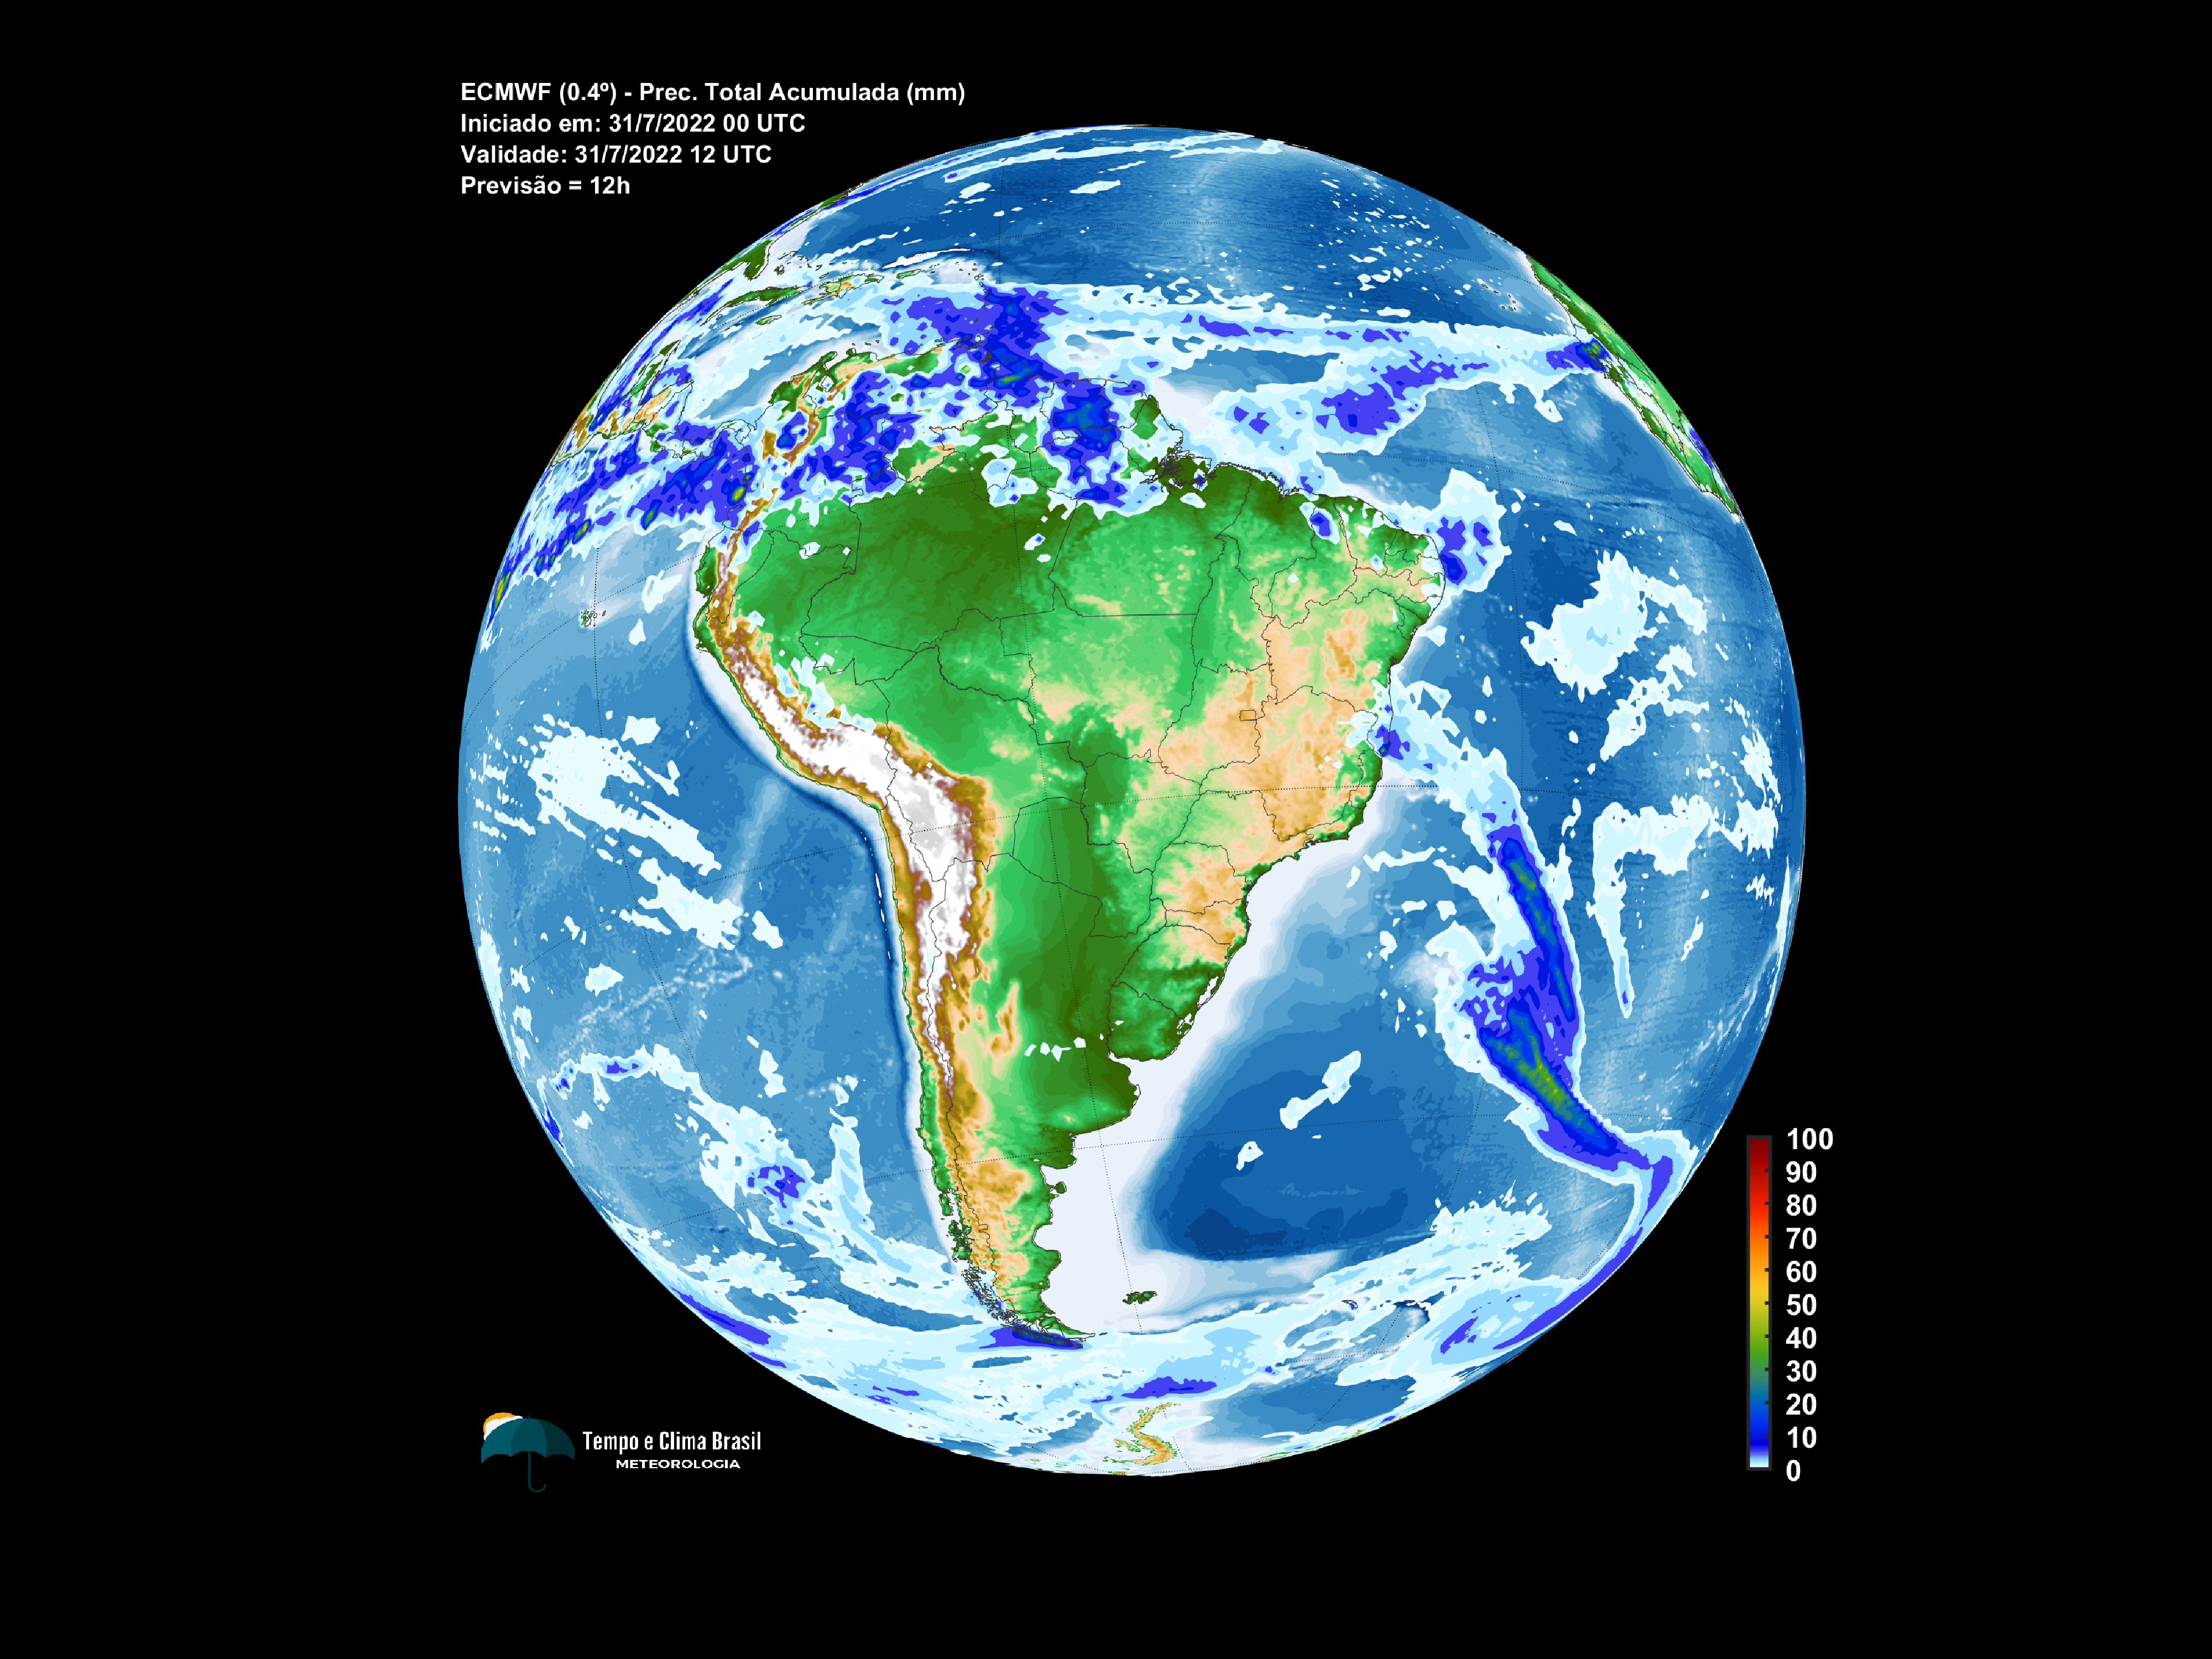 ECMWF (0.4º) - Prec. Total Acumulada (mm)
Iniciado em: 31/7/2022 00 UTC
Validade: 31/7/2022 12 UTC
Previsão = 12h
100
90
80
70
60
50
40
30
20
10
0
Tempo e Clima Brasil
METEOROLOGIA